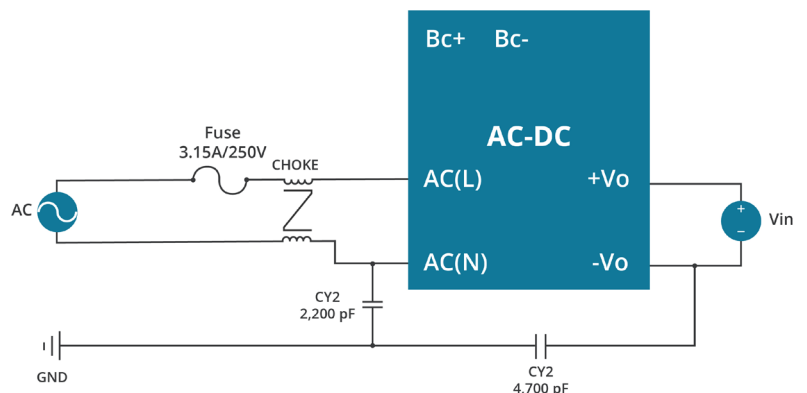 Bc+ Bc-
AC-DC
Fuse
3.15A/250V
CHOKE
AC(L)
+Vo
AC
+
−
Vin
AC(N)
-Vo
CY2
2,200 pF
GND
CY2
4,700 pF